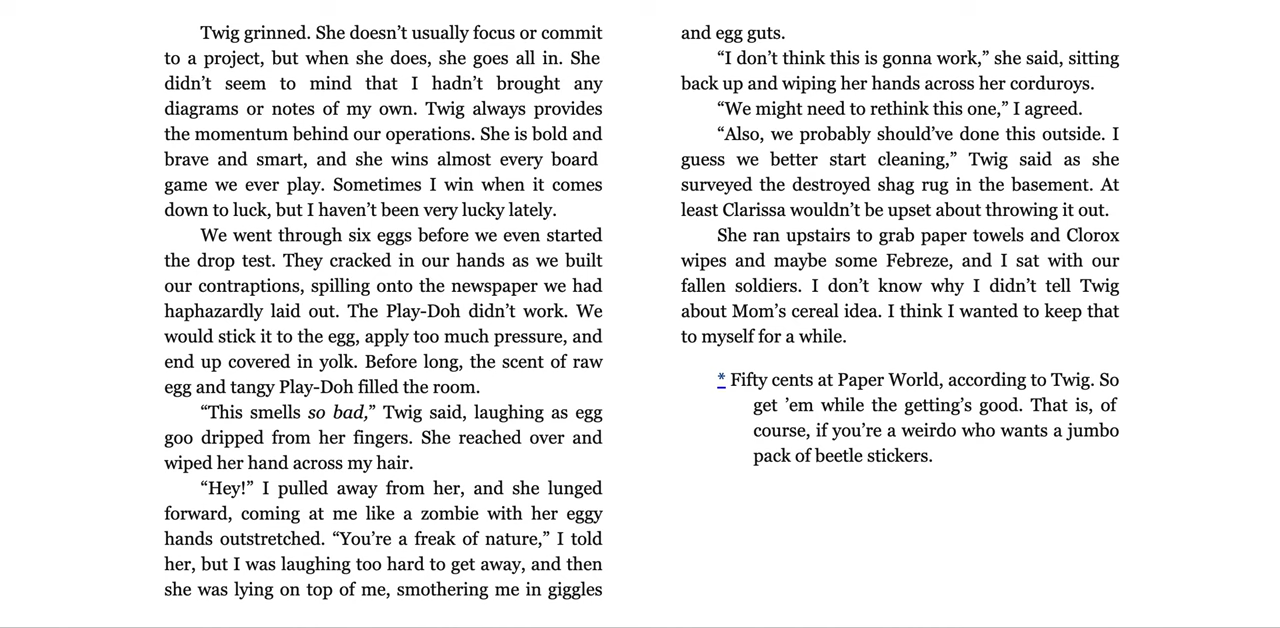 Twig grinned. She doesn’t usually focus or commit
to a project, but when she does, she goes all in. She
didn’t seem to mind that I hadn’t brought any
diagrams or notes of my own. Twig always provides
the momentum behind our operations. She is bold and
brave and smart, and she wins almost every board
game we ever play. Sometimes I win when it comes
down to luck, but I haven’t been very lucky lately.
We went through six eggs before we even started
the drop test. They cracked in our hands as we built
our contraptions, spilling onto the newspaper we had
haphazardly laid out. The Play-Doh didn’t work. We
would stick it to the egg, apply too much pressure, and
end up covered in yolk. Before long, the scent of raw
egg and tangy Play-Doh filled the room.
“This smells so bad,” Twig said, laughing as egg
goo dripped from her fingers. She reached over and
wiped her hand across my hair.
“Hey!” I pulled away from her, and she lunged
forward, coming at me like a zombie with her eggy
hands outstretched. “You’re a freak of nature,” I told
her, but I was laughing too hard to get away, and then
she was lying on top of me, smothering me in giggles
and egg guts.
“I don’t think this is gonna work,” she said, sitting
back up and wiping her hands across her corduroys.
“We might need to rethink this one,” I agreed.
“Also, we probably should’ve done this outside. I
guess we better start cleaning,” Twig said as she
surveyed the destroyed shag rug in the basement. At
least Clarissa wouldn’t be upset about throwing it out.
She ran upstairs to grab paper towels and Clorox
wipes and maybe some Febreze, and I sat with our
fallen soldiers. I don’t know why I didn’t tell Twig
about Mom’s cereal idea. I think I wanted to keep that
to myself for a while.
* Fifty cents at Paper World, according to Twig. So
get ’em while the getting’s good. That is, of
course, if you’re a weirdo who wants a jumbo
pack of beetle stickers.